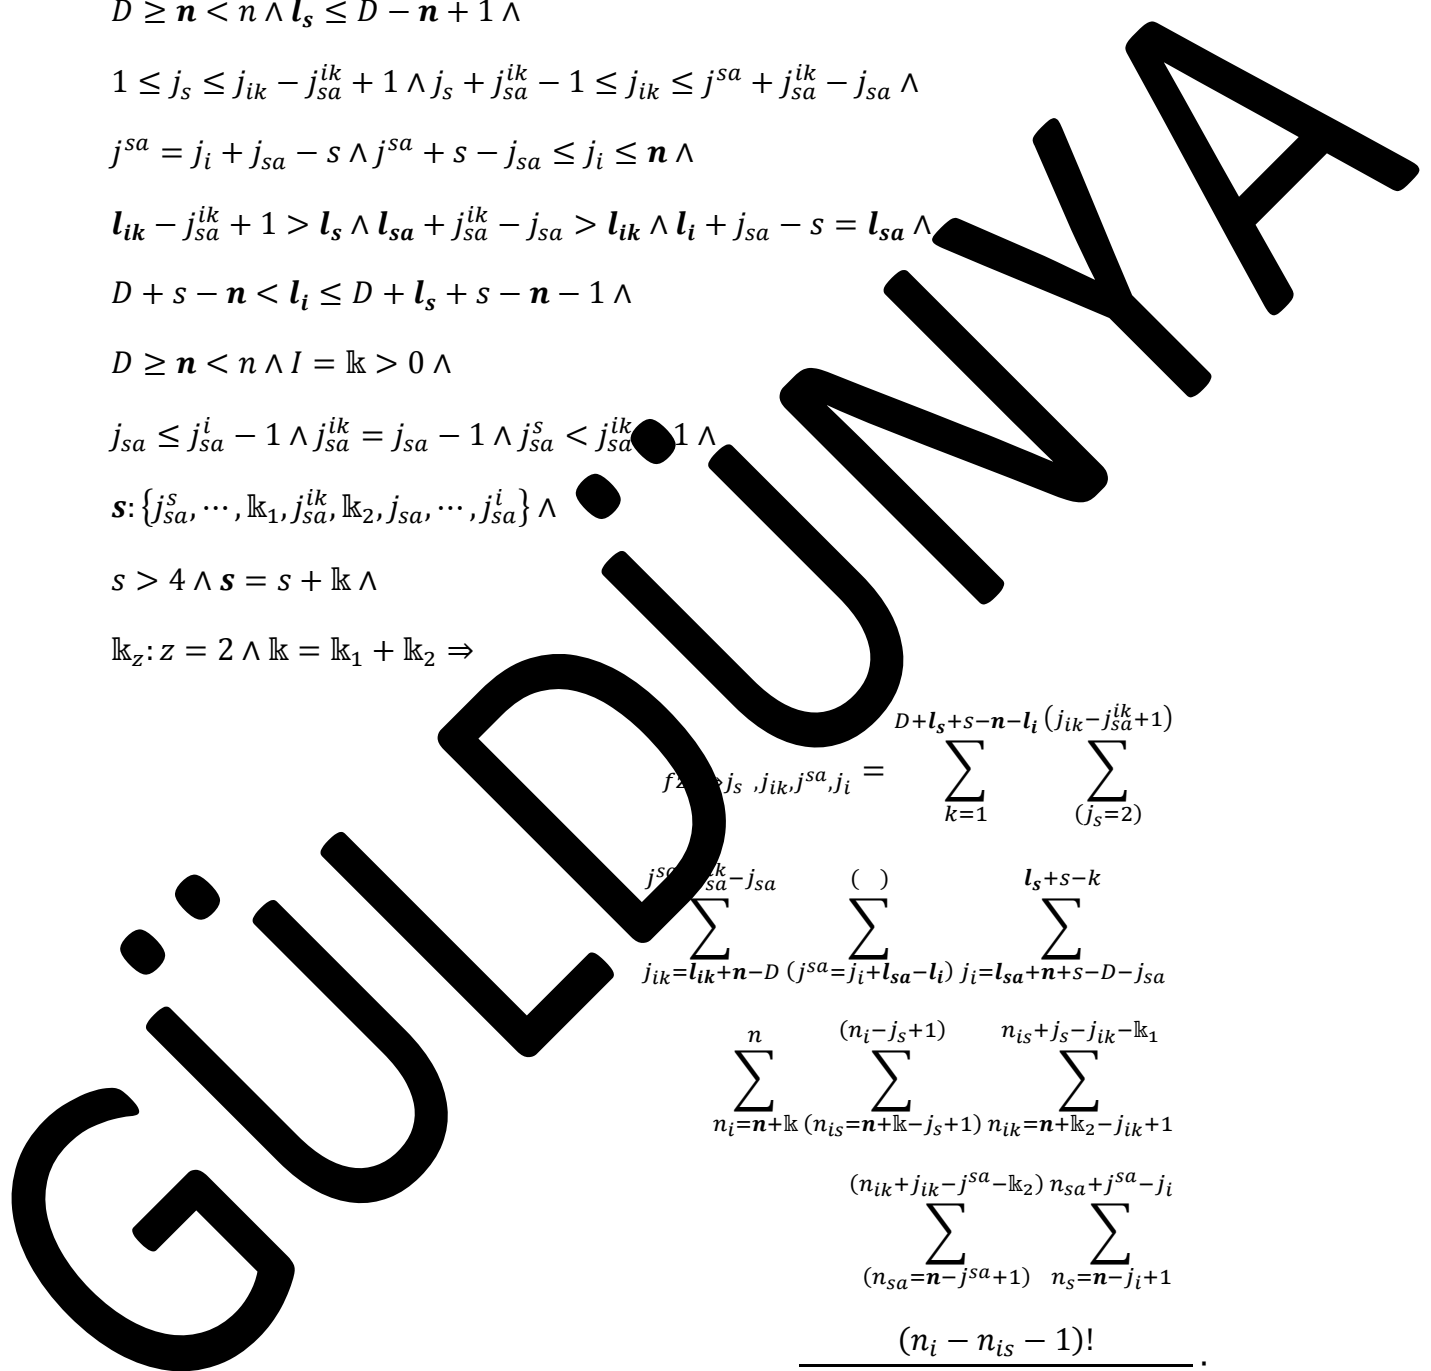 D ≥ 𝒏 < n ∧ 𝒍_𝒔 ≤ D − 𝒏 + 1 ∧
1 ≤ j_s ≤ j_{ik} − j_{sa}^{ik} + 1 ∧ j_s + j_{sa}^{ik} − 1 ≤ j_{ik} ≤ j^{sa} + j_{sa}^{ik} − j_{sa} ∧
j^{sa} = j_i + j_{sa} − s ∧ j^{sa} + s − j_{sa} ≤ j_i ≤ 𝒏 ∧
𝒍_{𝒊𝒌} − j_{sa}^{ik} + 1 > 𝒍_𝒔 ∧ 𝒍_{𝒔𝒂} + j_{sa}^{ik} − j_{sa} > 𝒍_{𝒊𝒌} ∧ 𝒍_𝒊 + j_{sa} − s = 𝒍_{𝒔𝒂} ∧
D + s − 𝒏 < 𝒍_𝒊 ≤ D + 𝒍_𝒔 + s − 𝒏 − 1 ∧
D ≥ 𝒏 < n ∧ I = 𝕜 > 0 ∧
j_{sa} ≤ j_{sa}^i − 1 ∧ j_{sa}^{ik} = j_{sa} − 1 ∧ j_{sa}^s < j_{sa}^{ik} 1 ∧
𝒔: {j_{sa}^s, ⋯, 𝕜_1, j_{sa}^{ik}, 𝕜_2, j_{sa}, ⋯, j_{sa}^i} ∧
s > 4 ∧ 𝒔 = s + 𝕜 ∧
𝕜_z: z = 2 ∧ 𝕜 = 𝕜_1 + 𝕜_2 ⇒
j_s ,j_{ik},j^{sa},j_i = ∑_{k=1}^{D+𝒍_𝒔+s−𝒏−𝒍_𝒊} ∑_{(j_s=2)}^{(j_{ik}−j_{sa}^{ik}+1)}
∑_{j_{ik}=𝒍_{𝒊𝒌}+𝒏−D}^{−j_{sa}} ∑_{(j^{sa}=j_i+𝒍_{𝒔𝒂}−𝒍_𝒊)}^{( )} ∑_{j_i=𝒍_{𝒔𝒂}+𝒏+s−D−j_{sa}}^{𝒍_𝒔+s−k}
∑_{n_i=𝒏+𝕜}^{n} ∑_{(n_{is}=𝒏+𝕜−j_s+1)}^{(n_i−j_s+1)} ∑_{n_{ik}=𝒏+𝕜_2−j_{ik}+1}^{n_{is}+j_s−j_{ik}−𝕜_1}
∑_{(n_{sa}=𝒏−j^{sa}+1)}^{(n_{ik}+j_{ik}−j^{sa}−𝕜_2)} ∑_{n_s=𝒏−j_i+1}^{n_{sa}+j^{sa}−j_i}
(n_i − n_{is} − 1)! .
GÜLDÜNYA